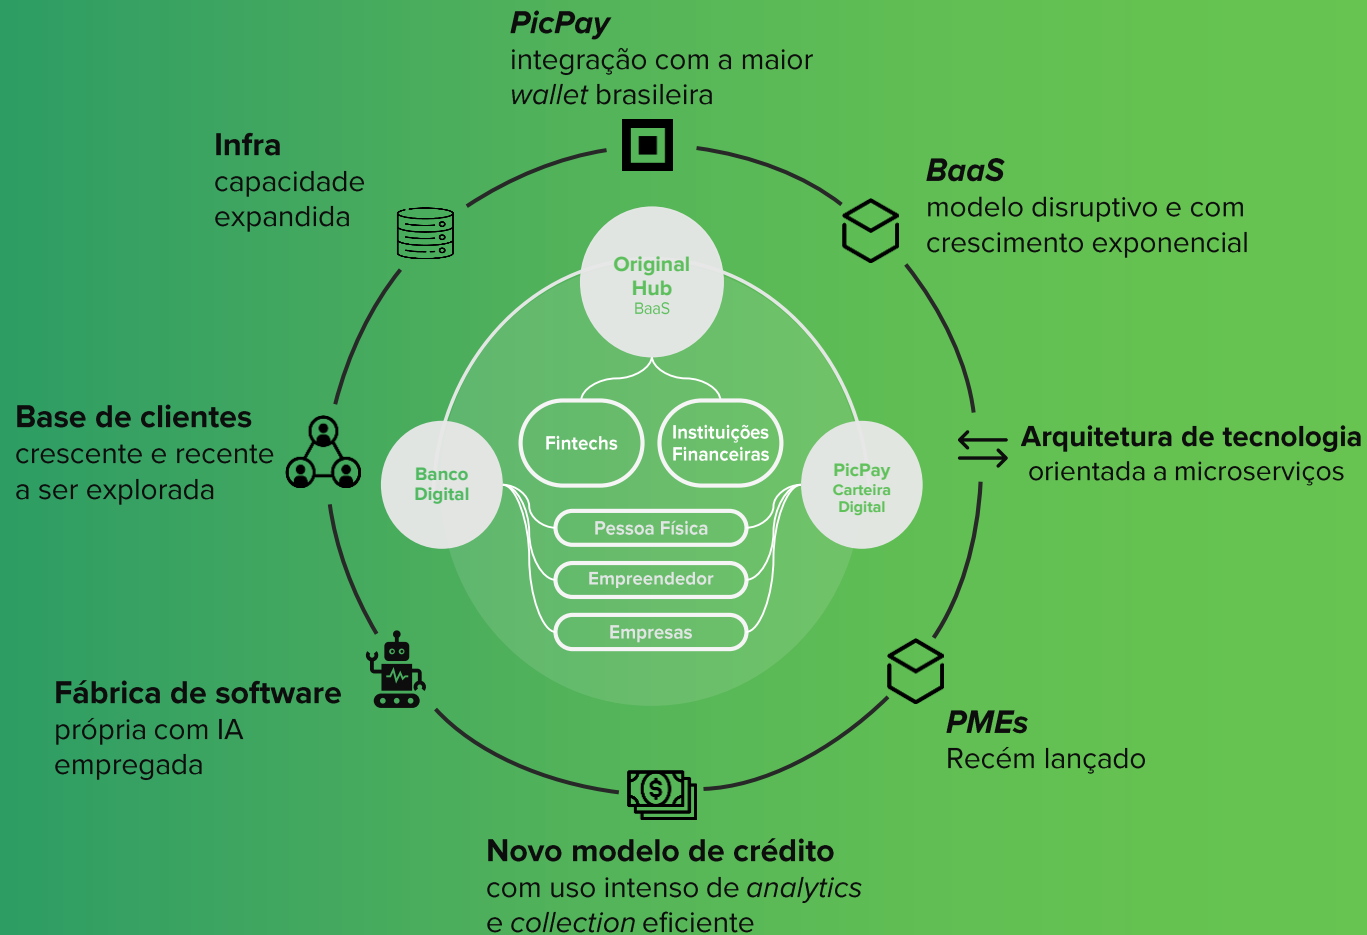 PicPay
integração com a maior
wallet brasileira
BaaS
modelo disruptivo e com
crescimento exponencial
Arquitetura de tecnologia
orientada a microserviços
PMEs
Recém lançado
Novo modelo de crédito
com uso intenso de analytics
e collection eficiente
Fábrica de software
própria com IA
empregada
Base de clientes
crescente e recente
a ser explorada
Infra
capacidade
expandida
Original
Hub
BaaS
Fintechs
Instituições
Financeiras
Banco
Digital
PicPay
Carteira
Digital
Pessoa Física
Empreendedor
Empresas